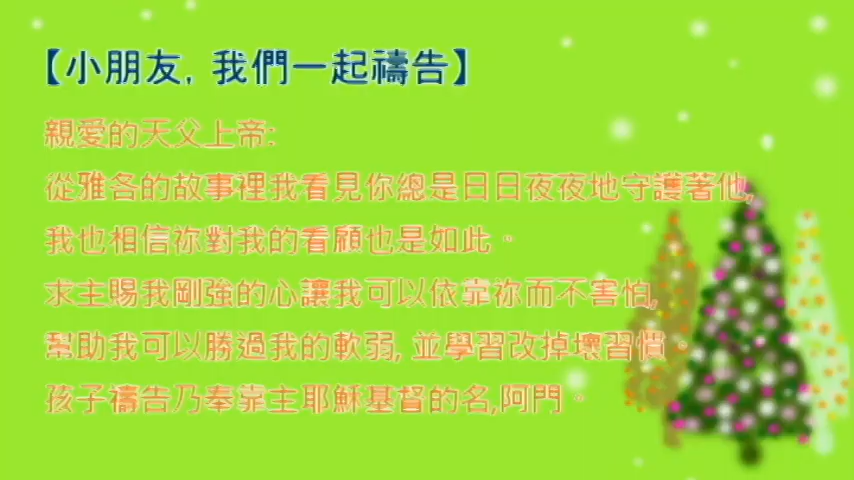 【小朋友, 我們一起禱告】
親愛的天父上帝:
從雅各的故事裡我看見你總是日日夜夜地守護著他,
我也相信祢對我的看顧也是如此。
求主賜我剛強的心讓我可以依靠祢而不害怕,
幫助我可以勝過我的軟弱, 並學習改掉壞習慣。
孩子禱告乃奉靠主耶穌基督的名,阿門。